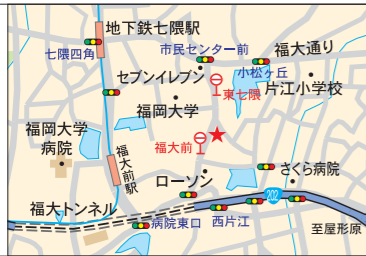 地下鉄七隈駅
七隈四角
市民センター前
福大通り
セブンイレブン
小松ヶ丘
東七隈
片江小学校
福岡大学
福岡大学
病院
福大前駅
福大前
ローソン
さくら病院
202
福大トンネル
病院東口
西片江
至屋形原